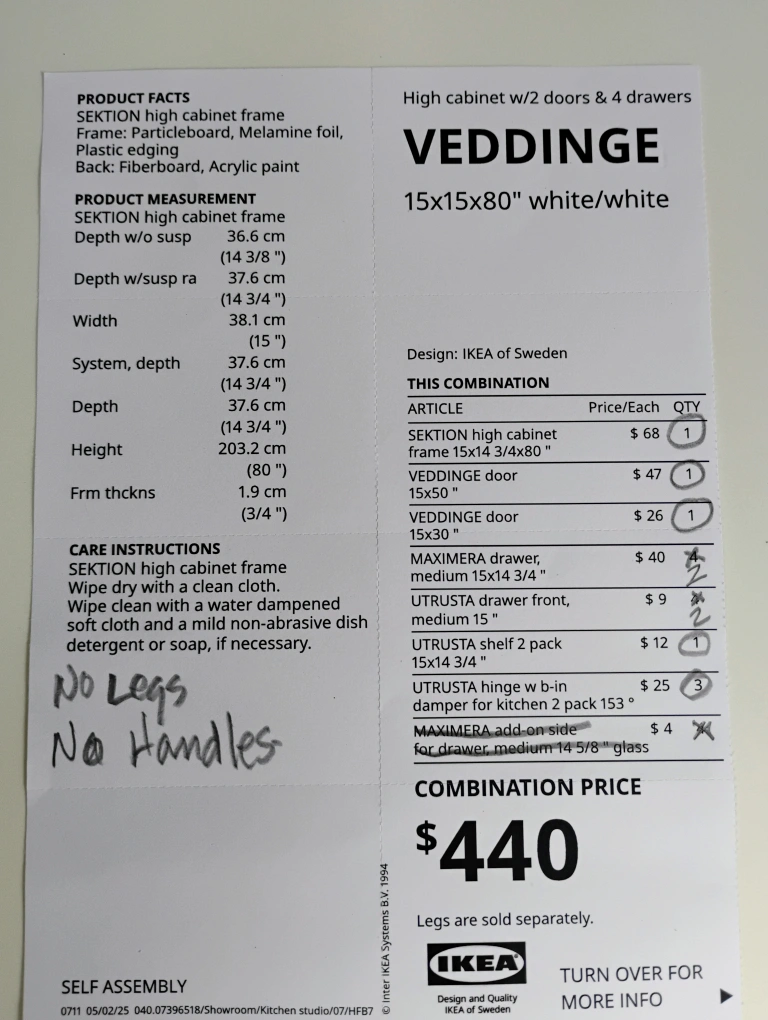 PRODUCT FACTS
SEKTION high cabinet frame
Frame: Particleboard, Melamine foil,
Plastic edging
Back: Fiberboard, Acrylic paint
PRODUCT MEASUREMENT
SEKTION high cabinet frame
Depth w/o susp 36.6 cm
(14 3/8 ")
Depth w/susp ra 37.6 cm
(14 3/4 ")
Width 38.1 cm
(15 ")
System, depth 37.6 cm
(14 3/4 ")
Depth 37.6 cm
(14 3/4 ")
Height 203.2 cm
(80 ")
Frm thckns 1.9 cm
(3/4 ")
CARE INSTRUCTIONS
SEKTION high cabinet frame
Wipe dry with a clean cloth.
Wipe clean with a water dampened
soft cloth and a mild non-abrasive dish
detergent or soap, if necessary.
No Legs
No Handles
SELF ASSEMBLY
0711 05/02/25 040.07396518/Showroom/Kitchen studio/07/HFB7
© Inter IKEA Systems B.V. 1994
High cabinet w/2 doors & 4 drawers
VEDDINGE
15x15x80" white/white
Design: IKEA of Sweden
THIS COMBINATION
ARTICLE Price/Each QTY
SEKTION high cabinet $ 68 1
frame 15x14 3/4x80 "
VEDDINGE door $ 47 1
15x50 "
VEDDINGE door $ 26 1
15x30 "
MAXIMERA drawer, $ 40 4
medium 15x14 3/4 " 2
UTRUSTA drawer front, $ 9
medium 15 " 2
UTRUSTA shelf 2 pack $ 12 1
15x14 3/4 "
UTRUSTA hinge w b-in $ 25 3
damper for kitchen 2 pack 153 °
MAXIMERA add-on side $ 4
for drawer, medium 14 5/8 " glass
COMBINATION PRICE
$440
Legs are sold separately.
IKEA
Design and Quality
IKEA of Sweden
TURN OVER FOR
MORE INFO